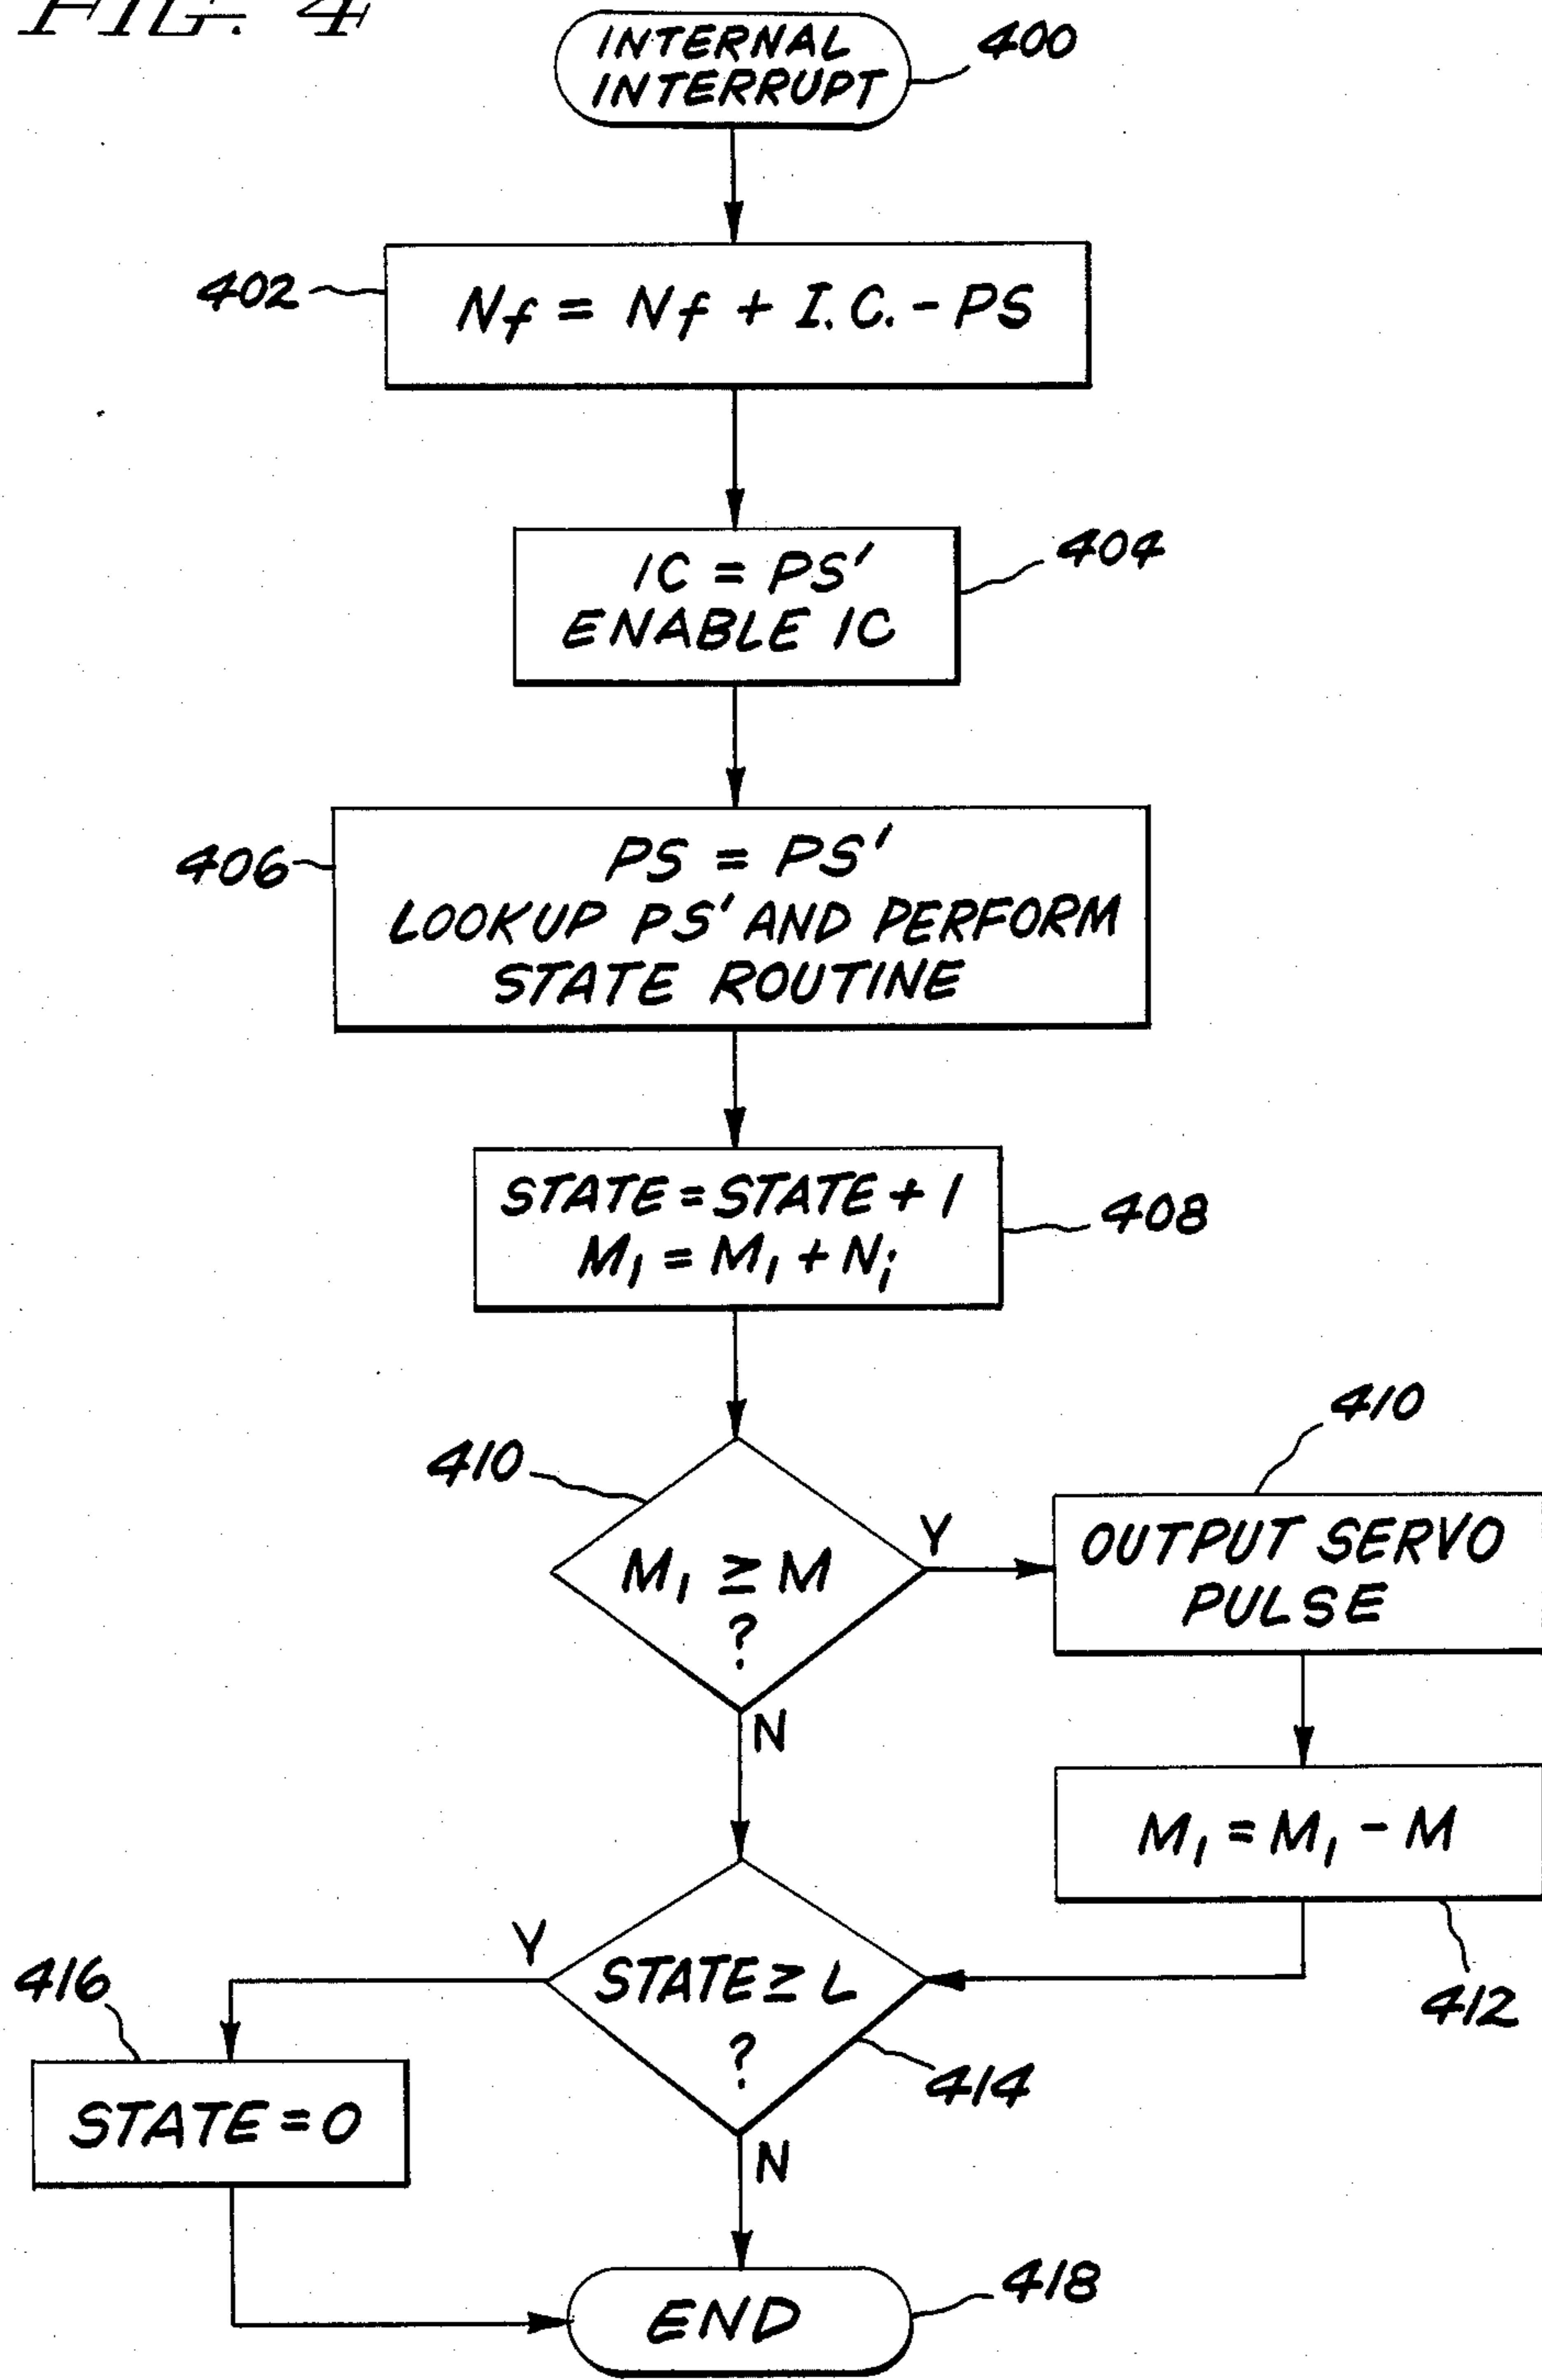 FIG. 4
INTERNAL
INTERRUPT
400
402
Nf = Nf + I.C. - PS
IC = PS'
ENABLE IC
404
406
PS = PS'
LOOKUP PS' AND PERFORM
STATE ROUTINE
STATE = STATE + 1
M1 = M1 + Ni
408
410
M1 ≥ M
?
Y
N
410
OUTPUT SERVO
PULSE
M1 = M1 - M
412
STATE ≥ L
?
Y
N
414
416
STATE = 0
END
418